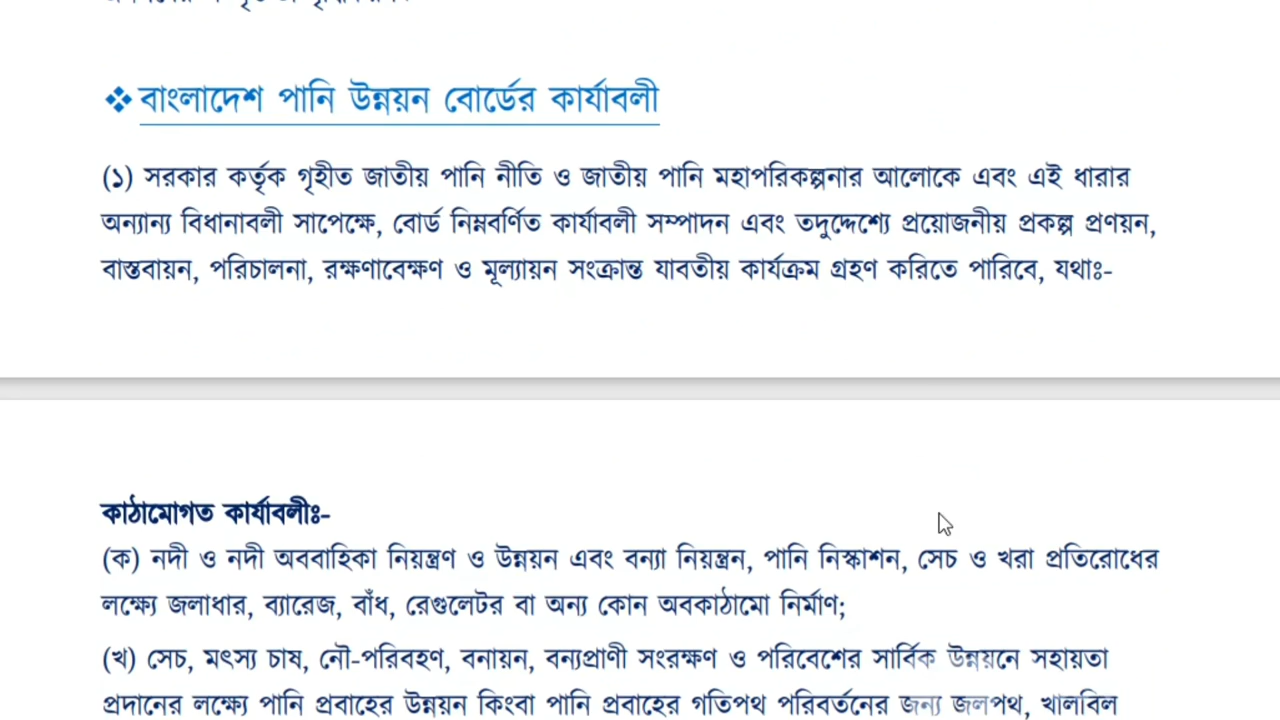 ❖ বাংলাদেশ পানি উন্নয়ন বোর্ডের কার্যাবলী
(১) সরকার কর্তৃক গৃহীত জাতীয় পানি নীতি ও জাতীয় পানি মহাপরিকল্পনার আলোকে এবং এই ধারার
অন্যান্য বিধানাবলী সাপেক্ষে, বোর্ড নিম্নবর্ণিত কার্যাবলী সম্পাদন এবং তদুদ্দেশ্যে প্রয়োজনীয় প্রকল্প প্রণয়ন,
বাস্তবায়ন, পরিচালনা, রক্ষণাবেক্ষণ ও মূল্যায়ন সংক্রান্ত যাবতীয় কার্যক্রম গ্রহণ করিতে পারিবে, যথাঃ-
কাঠামোগত কার্যাবলীঃ-
(ক) নদী ও নদী অববাহিকা নিয়ন্ত্রণ ও উন্নয়ন এবং বন্যা নিয়ন্ত্রন, পানি নিস্কাশন, সেচ ও খরা প্রতিরোধের
লক্ষ্যে জলাধার, ব্যারেজ, বাঁধ, রেগুলেটর বা অন্য কোন অবকাঠামো নির্মাণ;
(খ) সেচ, মৎস্য চাষ, নৌ-পরিবহণ, বনায়ন, বন্যপ্রাণী সংরক্ষণ ও পরিবেশের সার্বিক উন্নয়নে সহায়তা
প্রদানের লক্ষ্যে পানি প্রবাহের উন্নয়ন কিংবা পানি প্রবাহের গতিপথ পরিবর্তনের জন্য জলপথ, খালবিল